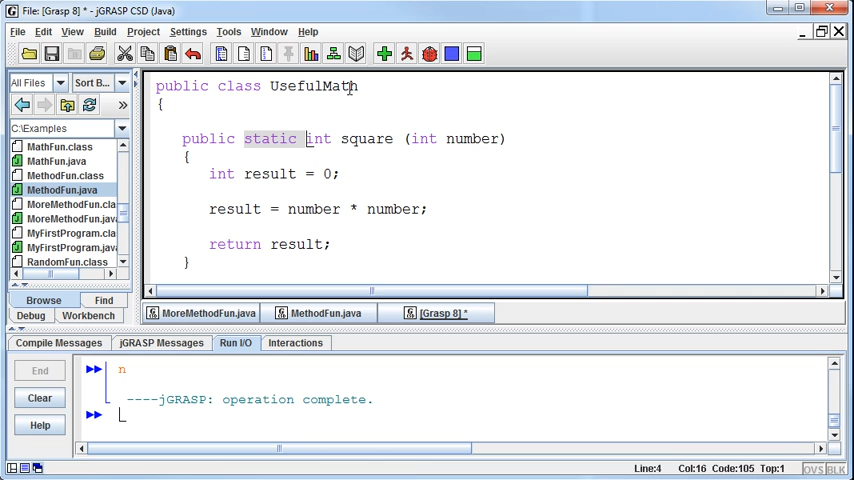 File: [Grasp 8] * - jGRASP CSD (Java)
File Edit View Build Project Settings Tools Window Help
All Files Sort B...
C:\Examples
MathFun.class
MathFun.java
MethodFun.class
MethodFun.java
MoreMethodFun.cla
MoreMethodFun.java
MyFirstProgram.class
MyFirstProgram.java
RandomFun.class
Browse Find
Debug Workbench
public class UsefulMath
{
public static int square (int number)
{
int result = 0;
result = number * number;
return result;
}
MoreMethodFun.java MethodFun.java [Grasp 8] *
Compile Messages jGRASP Messages Run I/O Interactions
End
Clear
Help
n
----jGRASP: operation complete.
Line:4 Col:16 Code:105 Top:1 OVS BLK